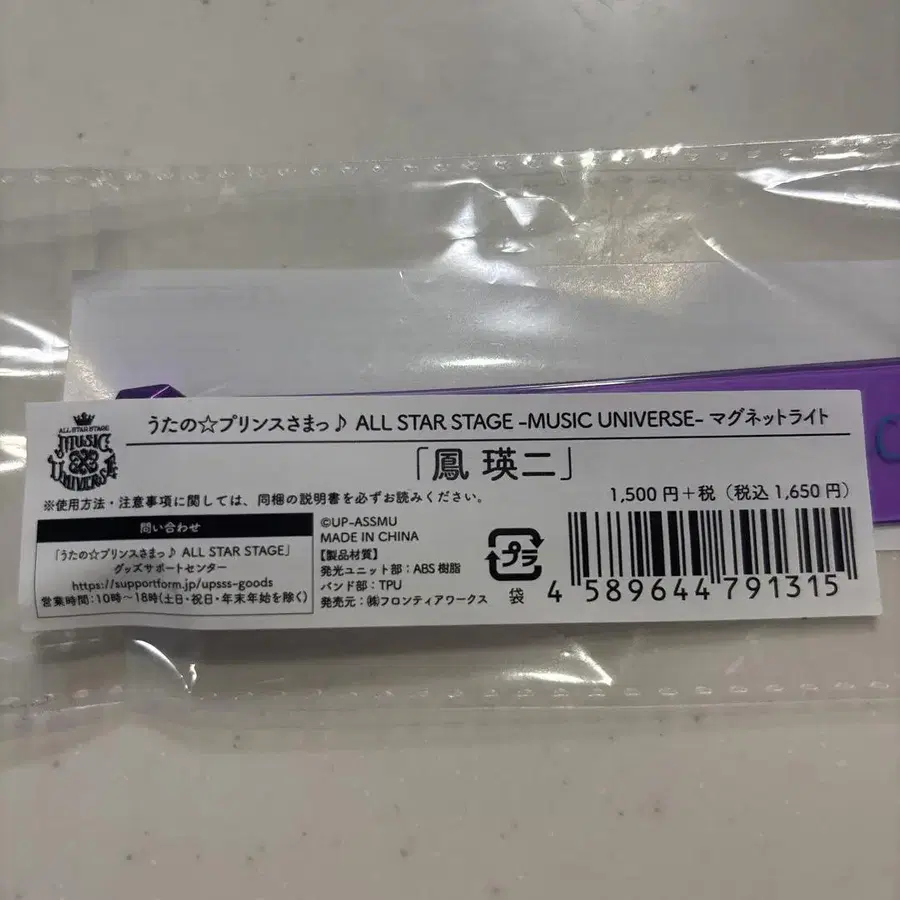 ALL STAR STAGE
MUSIC
UNIVERSE
うたの☆プリンスさまっ♪ ALL STAR STAGE -MUSIC UNIVERSE- マグネットライト
「鳳 瑛二」
※使用方法・注意事項に関しては、同梱の説明書を必ずお読みください。
1,500 円＋税（税込 1,650 円）
問い合わせ
「うたの☆プリンスさまっ♪ ALL STAR STAGE」
グッズサポートセンター
https://supportform.jp/upsss-goods
営業時間：10時～18時（土日・祝日・年末年始を除く）
©UP-ASSMU
MADE IN CHINA
【製品材質】
発光ユニット部：ABS 樹脂
バンド部：TPU
発売元：㈱フロンティアワークス
プラ
袋
4 589644 791315